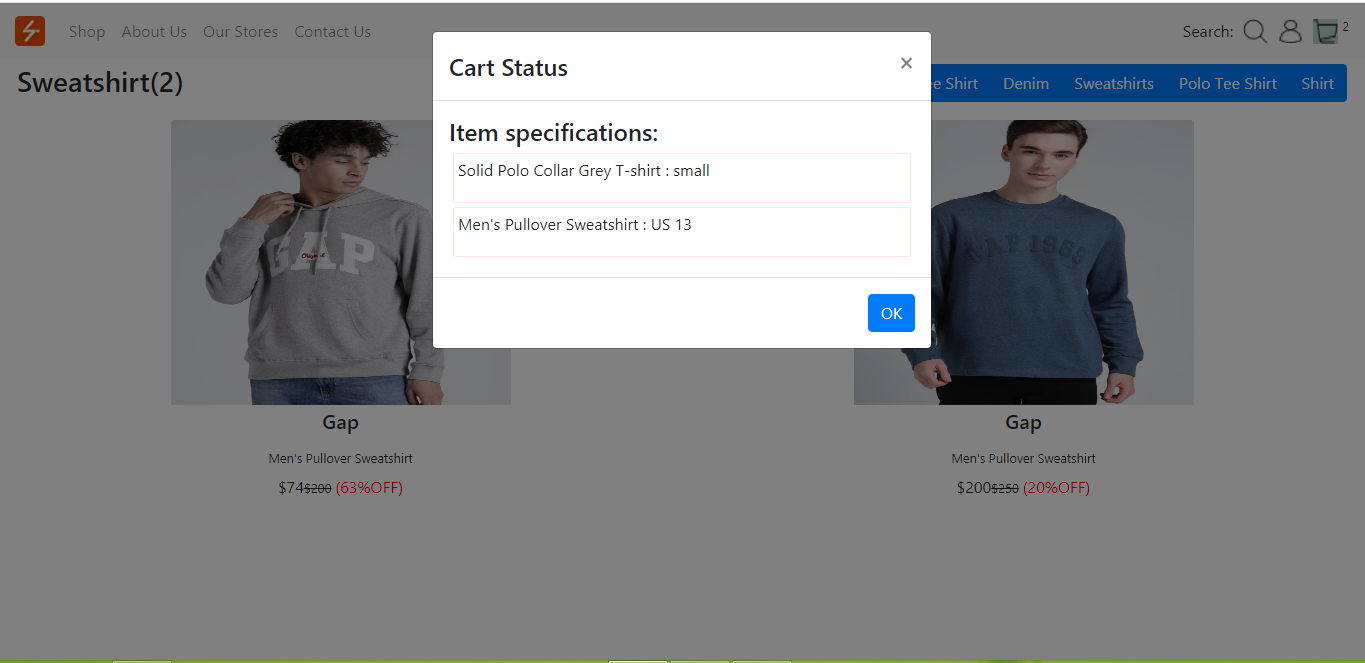 Shop About Us Our Stores Contact Us Search: 2
Sweatshirt(2)
Shirt Denim Sweatshirts Polo Tee Shirt Shirt
Cart Status ×
Item specifications:
Solid Polo Collar Grey T-shirt : small
Men's Pullover Sweatshirt : US 13
OK
GAP
GAP 1969
Gap Gap
Men's Pullover Sweatshirt Men's Pullover Sweatshirt
$74$200 (63%OFF) $200$250 (20%OFF)